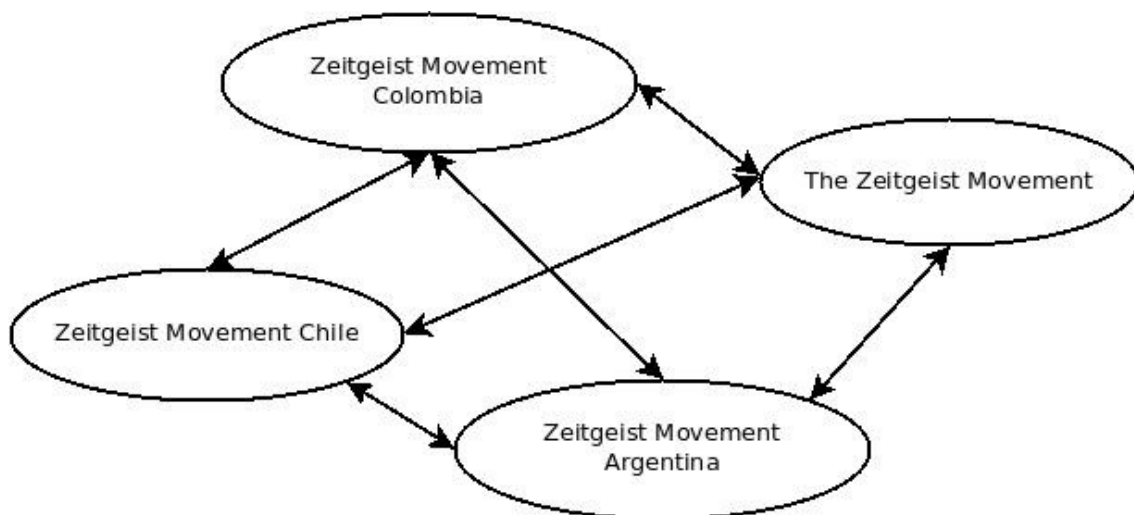 Zeitgeist Movement
Colombia
The Zeitgeist Movement
Zeitgeist Movement Chile
Zeitgeist Movement
Argentina